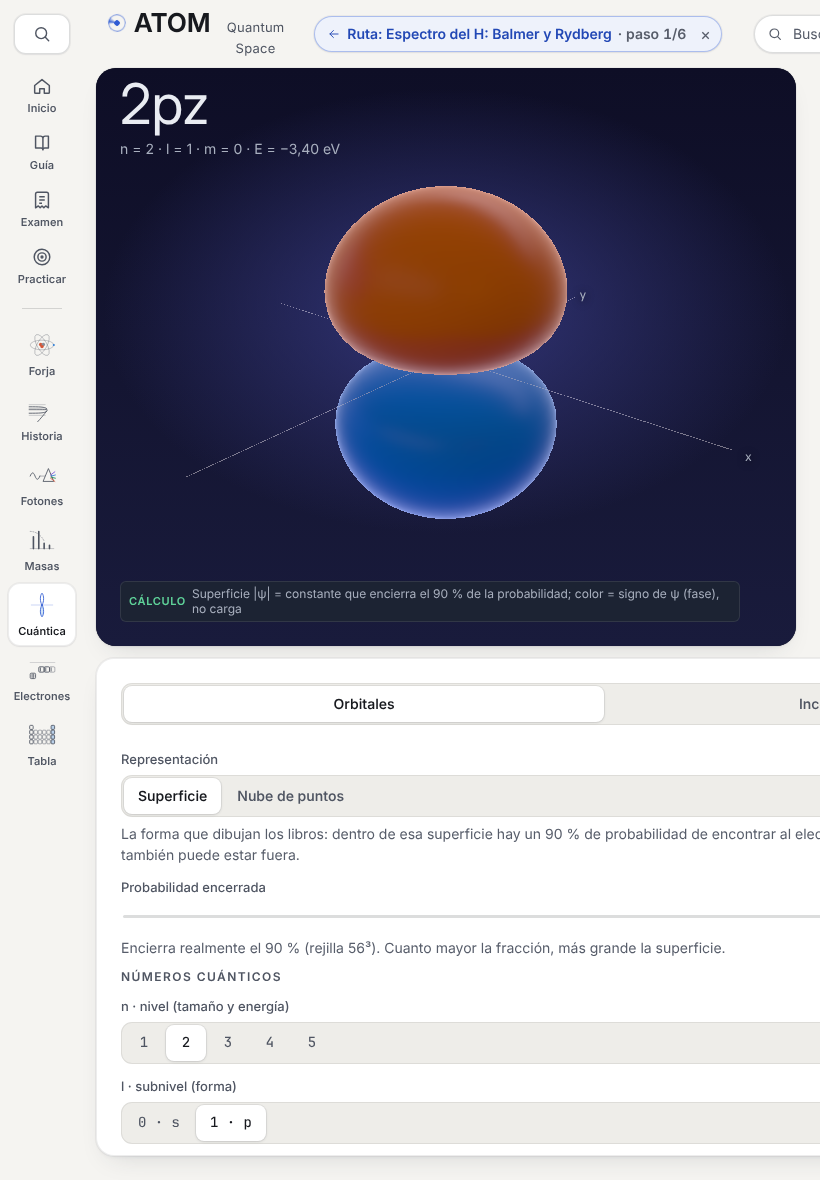 ATOM
Quantum
Space
← Ruta: Espectro del H: Balmer y Rydberg · paso 1/6 ×
Inicio
Guía
Examen
Practicar
Forja
Historia
Fotones
Masas
Cuántica
Electrones
Tabla
2pz
n = 2 · l = 1 · m = 0 · E = −3,40 eV
y
x
CÁLCULO Superficie |ψ| = constante que encierra el 90 % de la probabilidad; color = signo de ψ (fase),
no carga
Orbitales
Representación
Superficie Nube de puntos
La forma que dibujan los libros: dentro de esa superficie hay un 90 % de probabilidad de encontrar al
también puede estar fuera.
Probabilidad encerrada
Encierra realmente el 90 % (rejilla 56³). Cuanto mayor la fracción, más grande la superficie.
NÚMEROS CUÁNTICOS
n · nivel (tamaño y energía)
1 2 3 4 5
l · subnivel (forma)
0 · s 1 · p